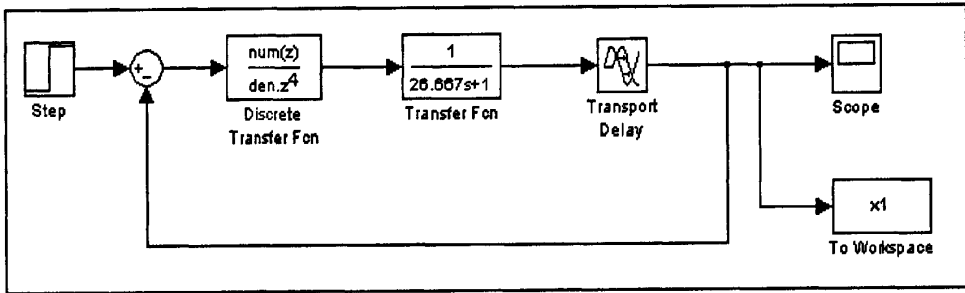 Step
+
-
num(z)
den.z4
Discrete
Transfer Fcn
1
26.667s+1
Transfer Fcn
Transport
Delay
Scope
x1
To Workspace